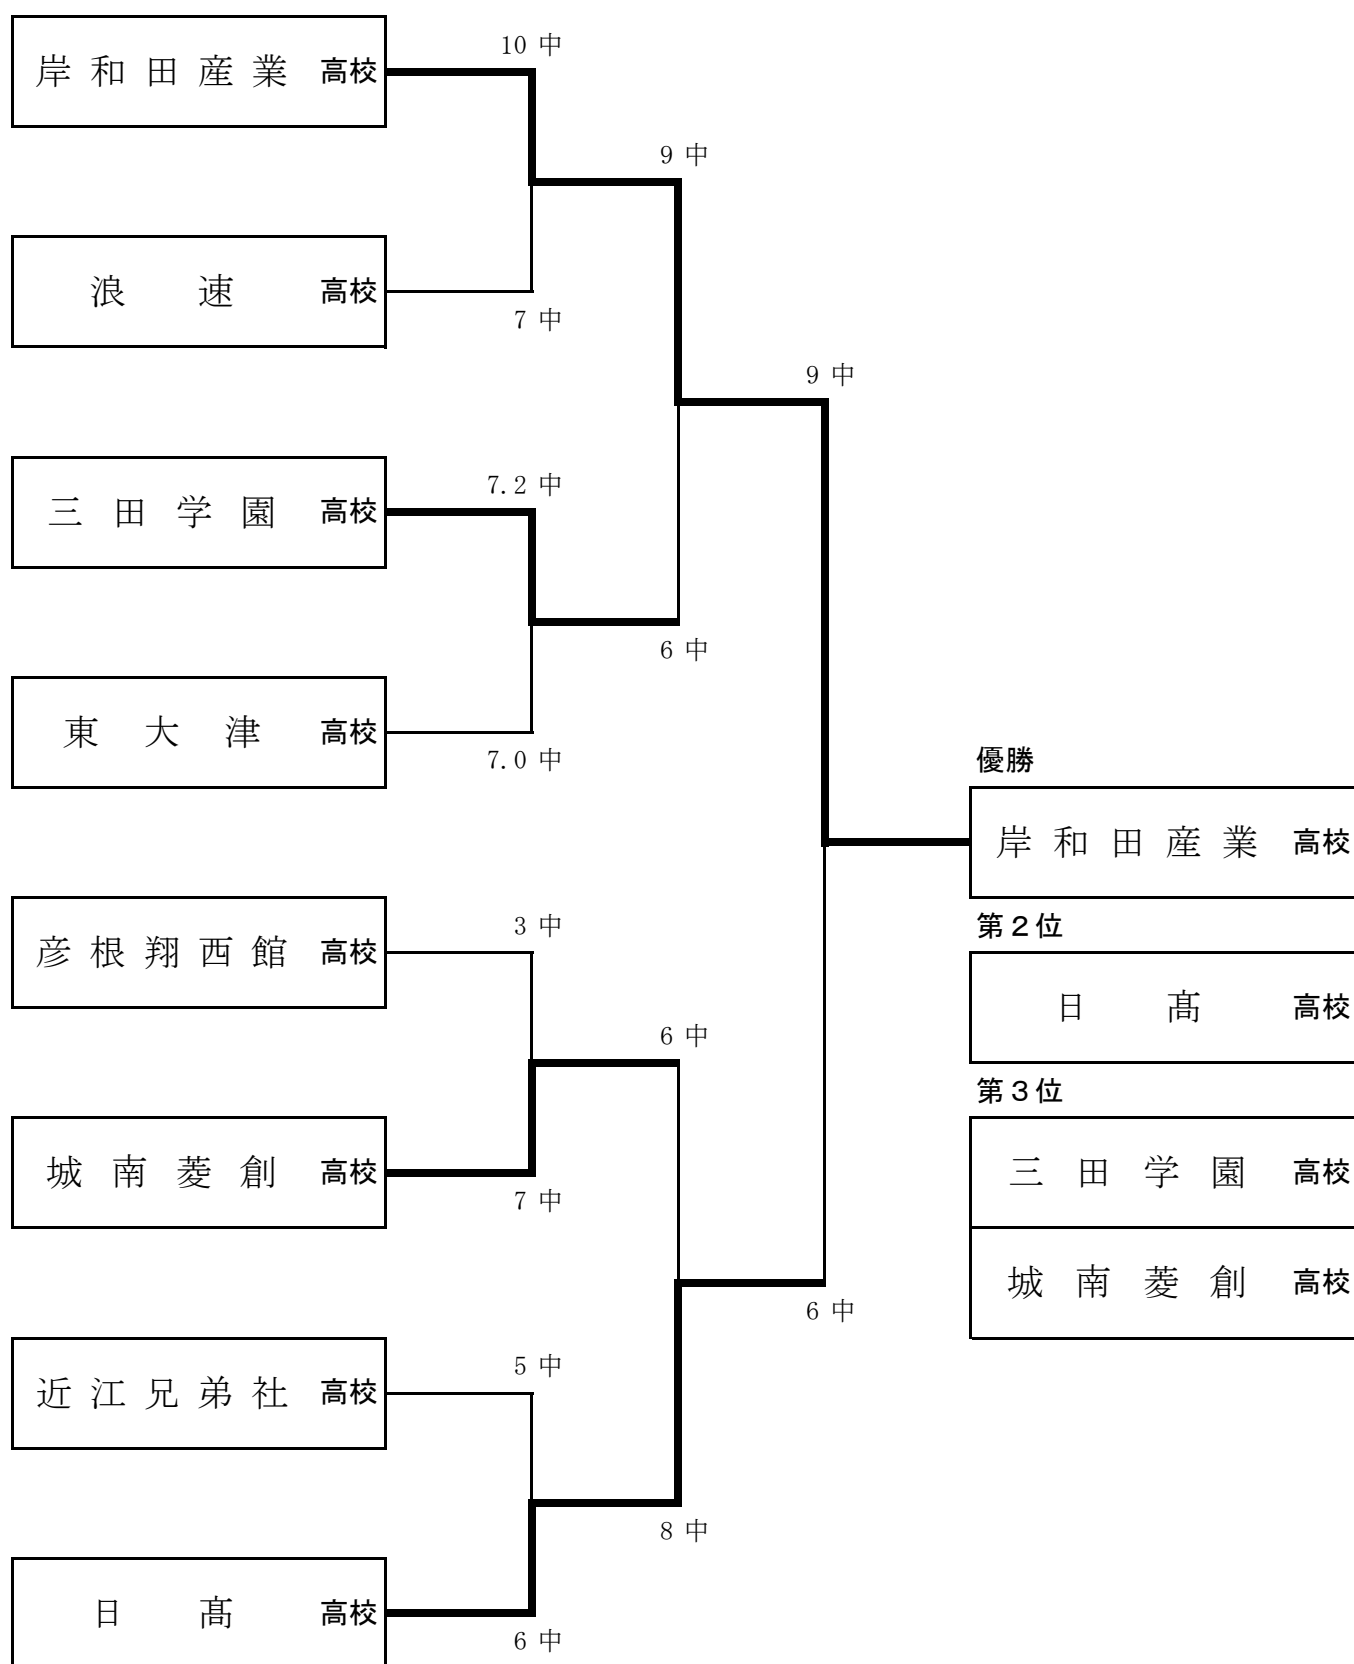 10 中
岸和田産業 高校
9 中
浪速 高校
7 中
9 中
7.2 中
三田学園 高校
6 中
東大津 高校
7.0 中
優勝
岸和田産業 高校
3 中
第２位
彦根翔西館 高校
日髙 高校
6 中
第３位
城南菱創 高校
三田学園 高校
7 中
城南菱創 高校
6 中
5 中
近江兄弟社 高校
8 中
日髙 高校
6 中